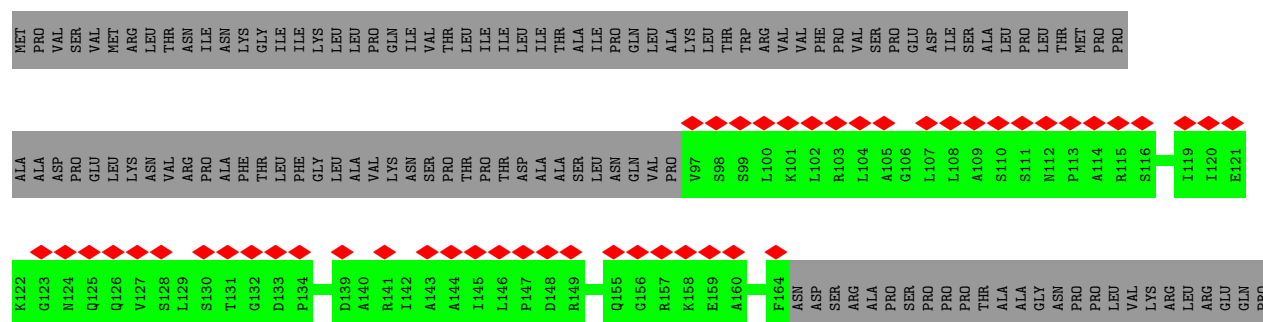 MET PRO VAL SER VAL MET ARG LEU THR ASN ILE ASN LYS GLY ILE ILE LYS LEU LEU PRO GLN ILE VAL THR LEU ILE ILE LEU ILE THR ALA ILE PRO GLN LEU ALA LYS LEU THR TRP ARG VAL VAL PHE PRO VAL SER PRO GLU ASP ILE SER ALA LEU PRO LEU THR MET PRO PRO
ALA ALA ASP PRO GLU LEU LYS ASN VAL ARG PRO ALA PHE THR LEU PHE GLY LEU ALA VAL LYS ASN SER PRO THR PRO THR ASP ALA ALA SER LEU ASN GLN VAL PRO V97 S98 S99 L100 K101 L102 R103 L104 A105 G106 L107 L108 A109 S110 S111 N112 P113 A114 R115 S116 I119 I120 E121
K122 G123 N124 Q125 Q126 V127 S128 L129 S130 T131 G132 D133 P134 D139 A140 R141 I142 A143 A144 I145 L146 P147 D148 R149 Q155 G156 R157 K158 E159 A160 F164 ASN ASP SER ARG ALA PRO SER PRO PRO PRO THR ALA ALA GLY ASN PRO PRO LEU VAL LYS ARG LEU ARG GLU GLN PRO